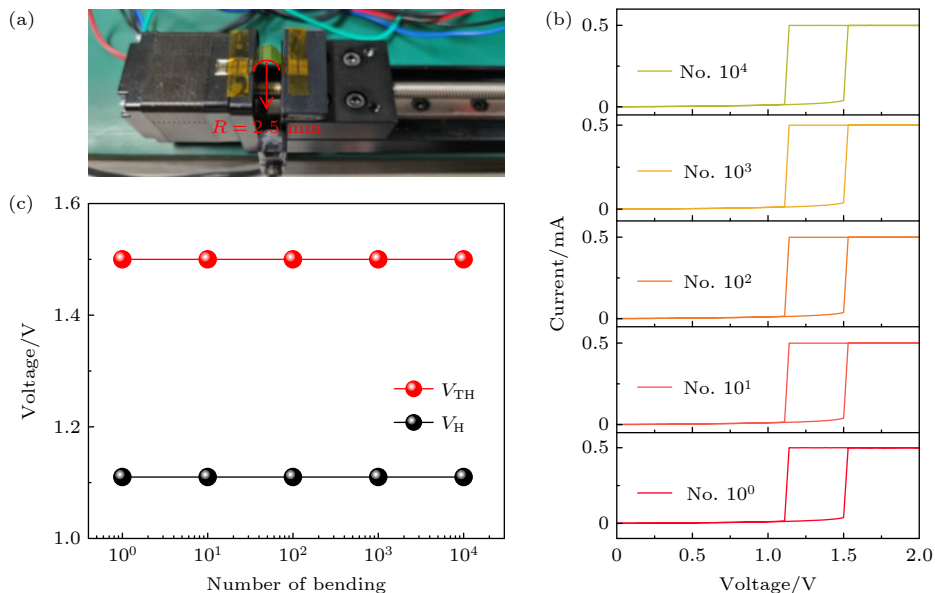 (a)
R = 2.5 mm
(b)
0.5
0
No. 10⁴
0.5
0
No. 10³
0.5
0
No. 10²
0.5
0
No. 10¹
0.5
0
No. 10⁰
Current/mA
0 0.5 1.0 1.5 2.0
Voltage/V
(c)
1.6
1.4
1.2
1.0
Voltage/V
V_TH
V_H
10⁰ 10¹ 10² 10³ 10⁴
Number of bending